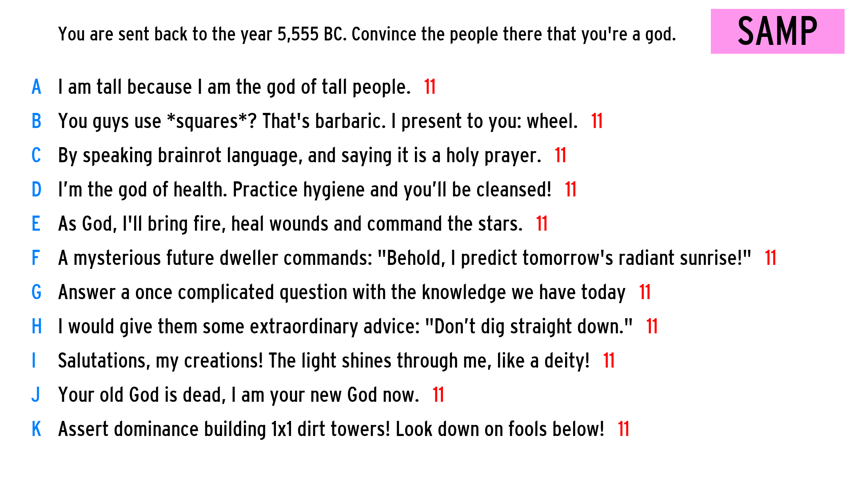 You are sent back to the year 5,555 BC. Convince the people there that you're a god.
SAMP
A I am tall because I am the god of tall people. 11
B You guys use *squares*? That's barbaric. I present to you: wheel. 11
C By speaking brainrot language, and saying it is a holy prayer. 11
D I’m the god of health. Practice hygiene and you’ll be cleansed! 11
E As God, I'll bring fire, heal wounds and command the stars. 11
F A mysterious future dweller commands: "Behold, I predict tomorrow's radiant sunrise!" 11
G Answer a once complicated question with the knowledge we have today 11
H I would give them some extraordinary advice: "Don’t dig straight down." 11
I Salutations, my creations! The light shines through me, like a deity! 11
J Your old God is dead, I am your new God now. 11
K Assert dominance building 1x1 dirt towers! Look down on fools below! 11